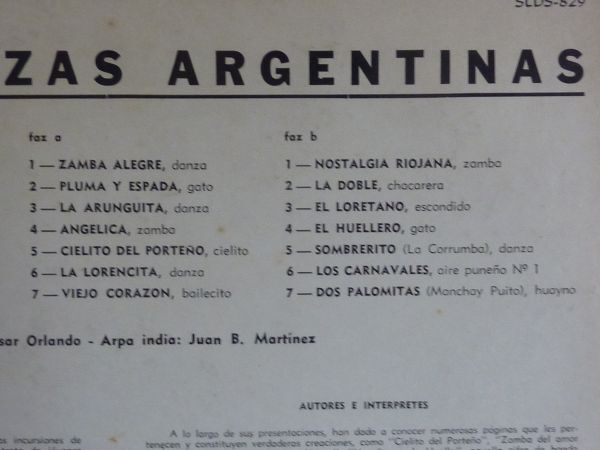 SLDS-829
ZAS ARGENTINAS
faz a
1 — ZAMBA ALEGRE, danza
2 — PLUMA Y ESPADA, gato
3 — LA ARUNGUITA, danza
4 — ANGELICA, zamba
5 — CIELITO DEL PORTEÑO, cielito
6 — LA LORENCITA, danza
7 — VIEJO CORAZON, bailecito
faz b
1 — NOSTALGIA RIOJANA, zamba
2 — LA DOBLE, chacarera
3 — EL LORETANO, escondido
4 — EL HUELLERO, gato
5 — SOMBRERITO (La Corrumba), danza
6 — LOS CARNAVALES, aire puneño Nº 1
7 — DOS PALOMITAS (Manchay Puito), huayno
sar Orlando - Arpa india: Juan B. Martínez
as incursiones de
AUTORES E INTERPRETES
A lo largo de sus presentaciones, han dado a conocer numerosas páginas que les per-
tenecen y constituyen verdaderas creaciones, como "Cielito del Porteño", "Zamba del amor